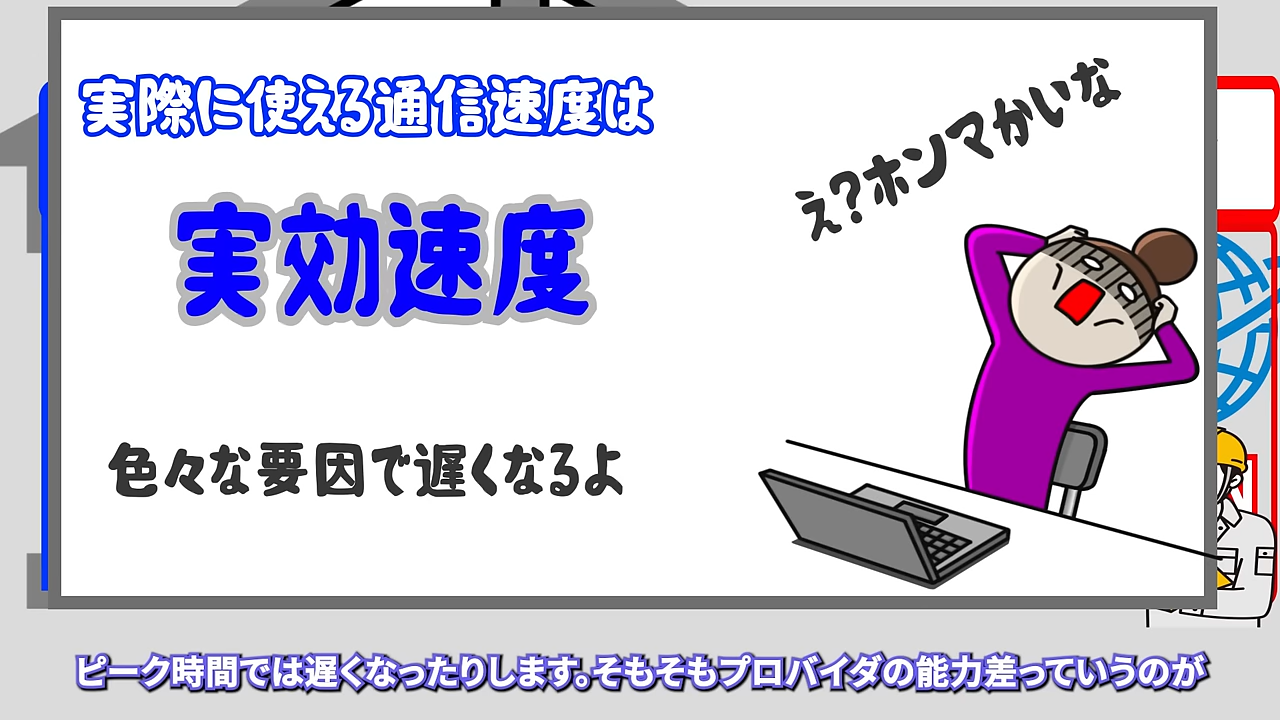 実際に使える通信速度は
え?ホンマかいな
実効速度
色々な要因で遅くなるよ
ピーク時間では遅くなったりします。そもそもプロバイダの能力差っていうのが